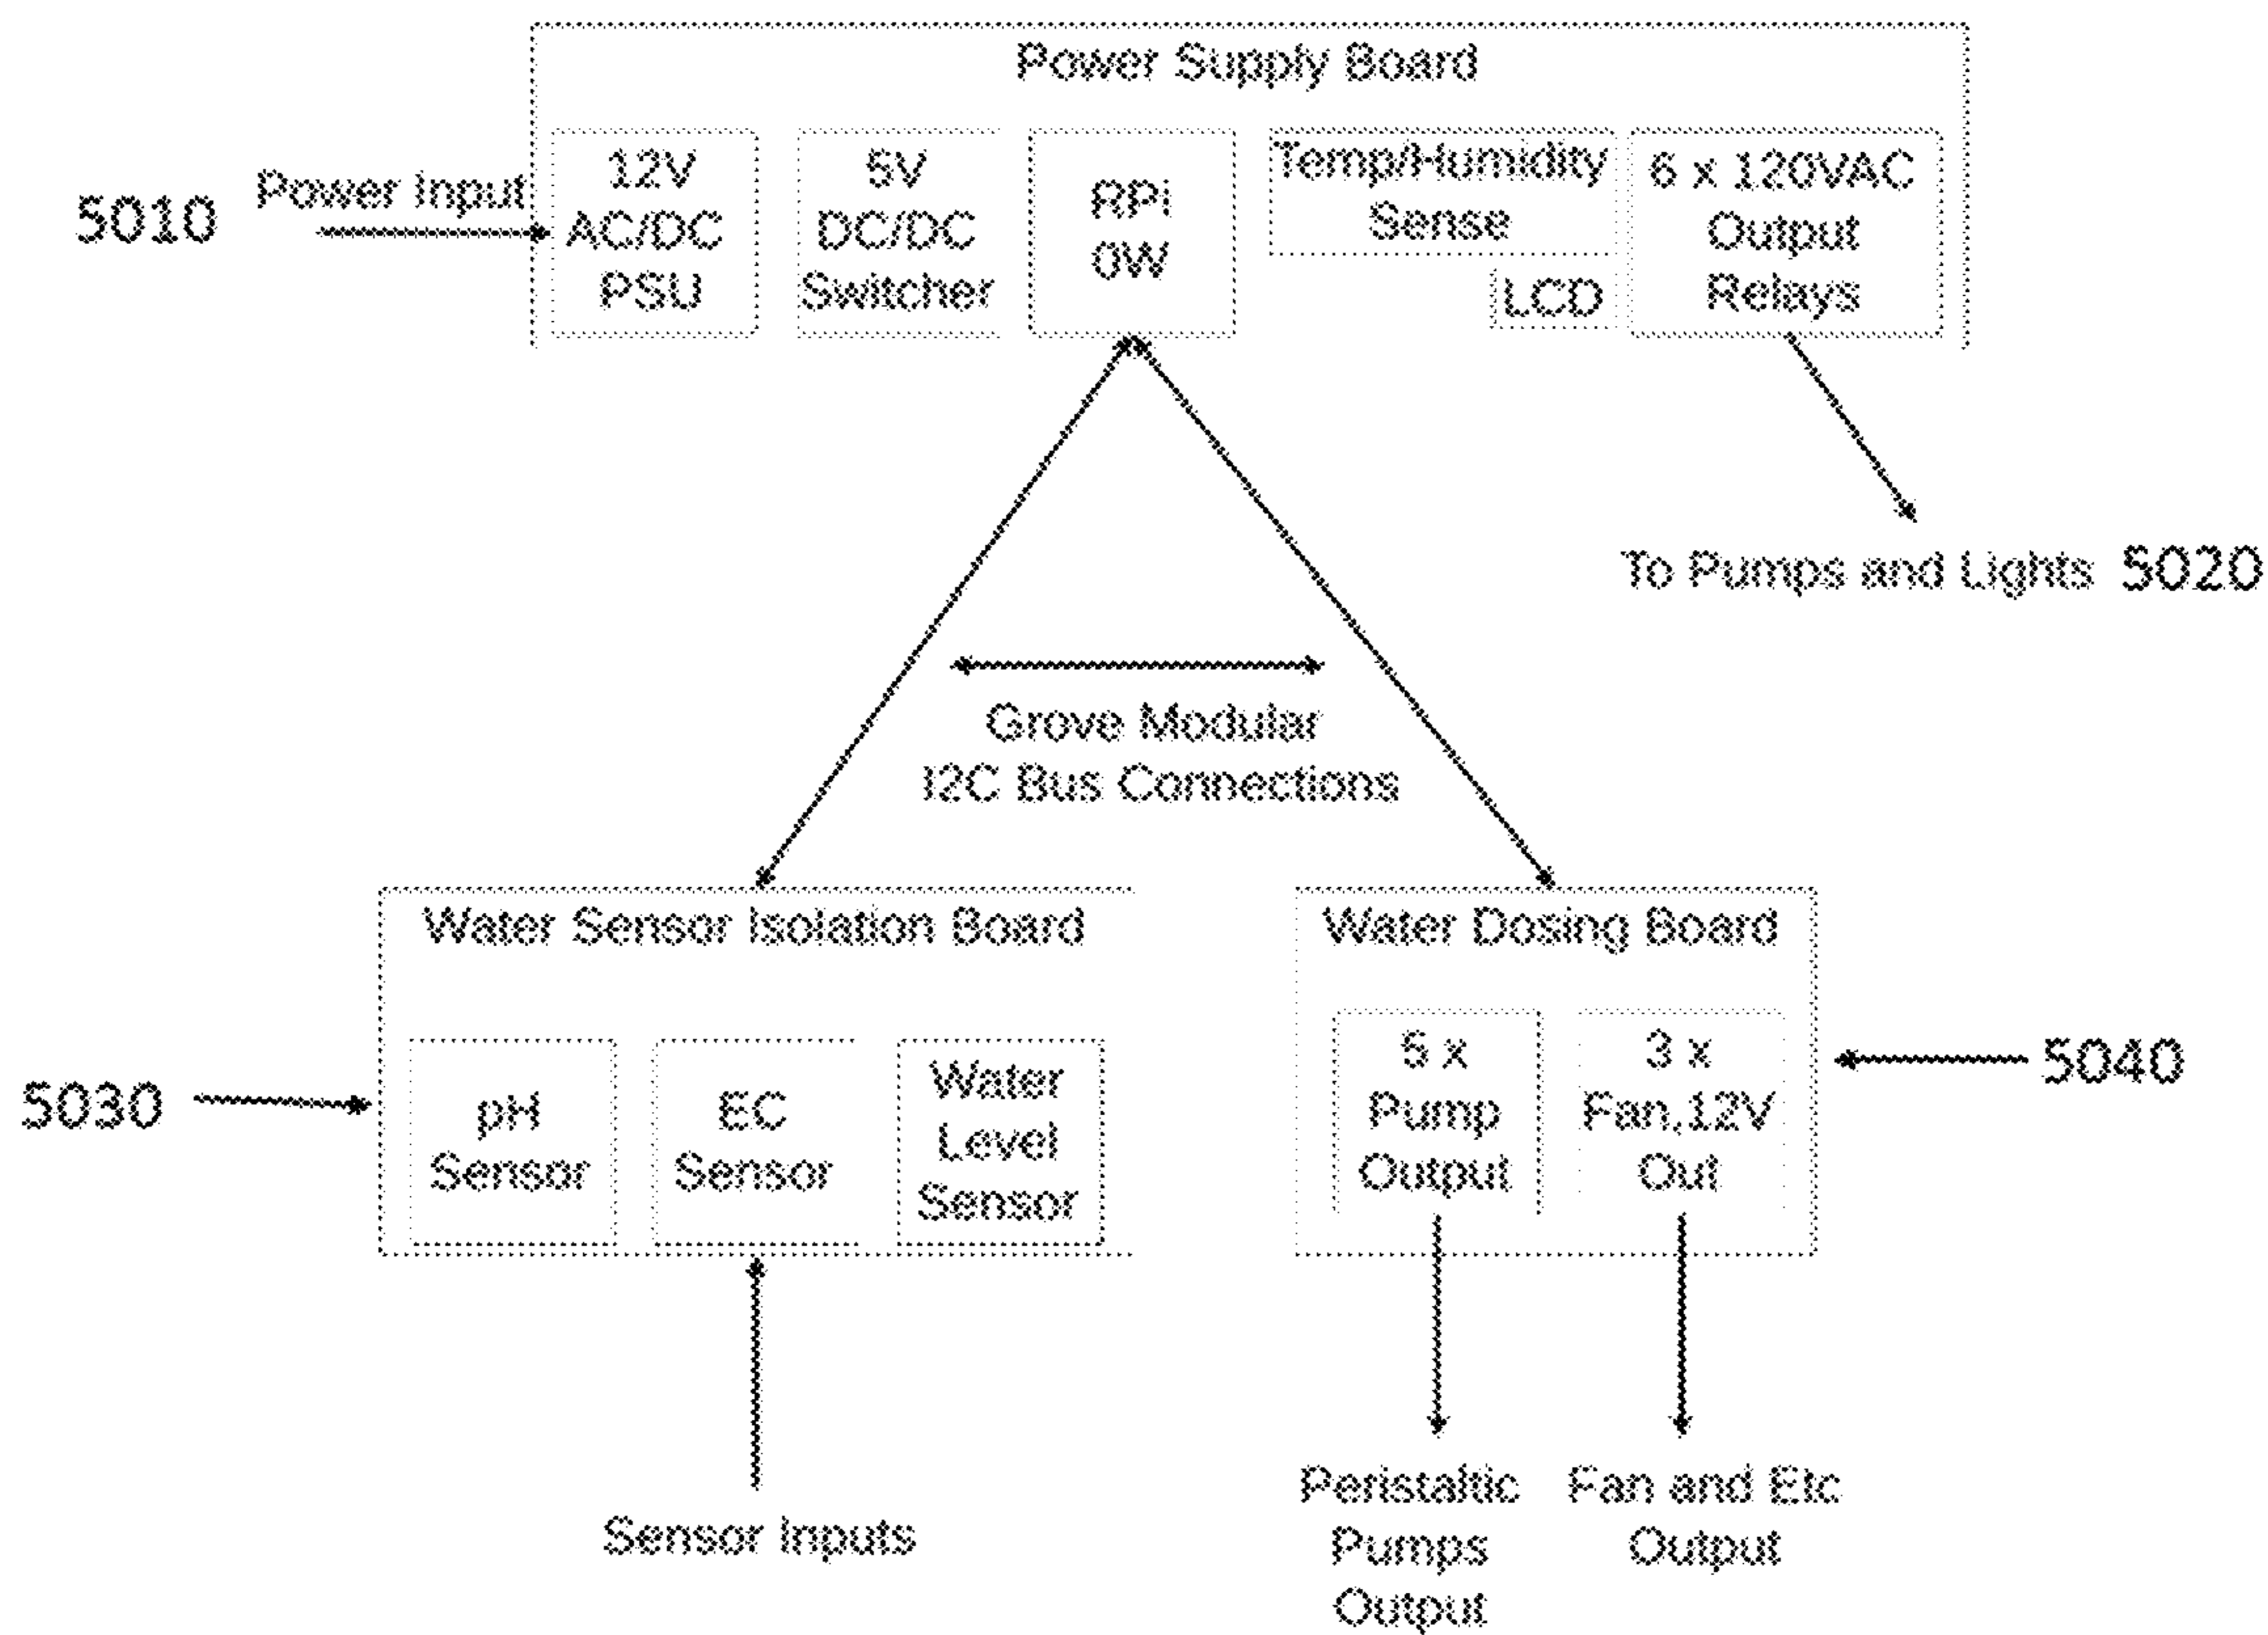 Power Supply Board
5010
Power Input
12V
AC/DC
PSU
5V
DC/DC
Switcher
RPi
0W
Temp/Humidity
Sense
LCD
6 x 120VAC
Output
Relays
To Pumps and Lights 5020
Grove Modular
I2C Bus Connections
Water Sensor Isolation Board
5030
pH
Sensor
EC
Sensor
Water
Level
Sensor
Sensor Inputs
Water Dosing Board
x
Pump
Output
3 x
Fan,12V
Out
5040
Peristaltic
Pumps
Output
Fan and Etc
Output